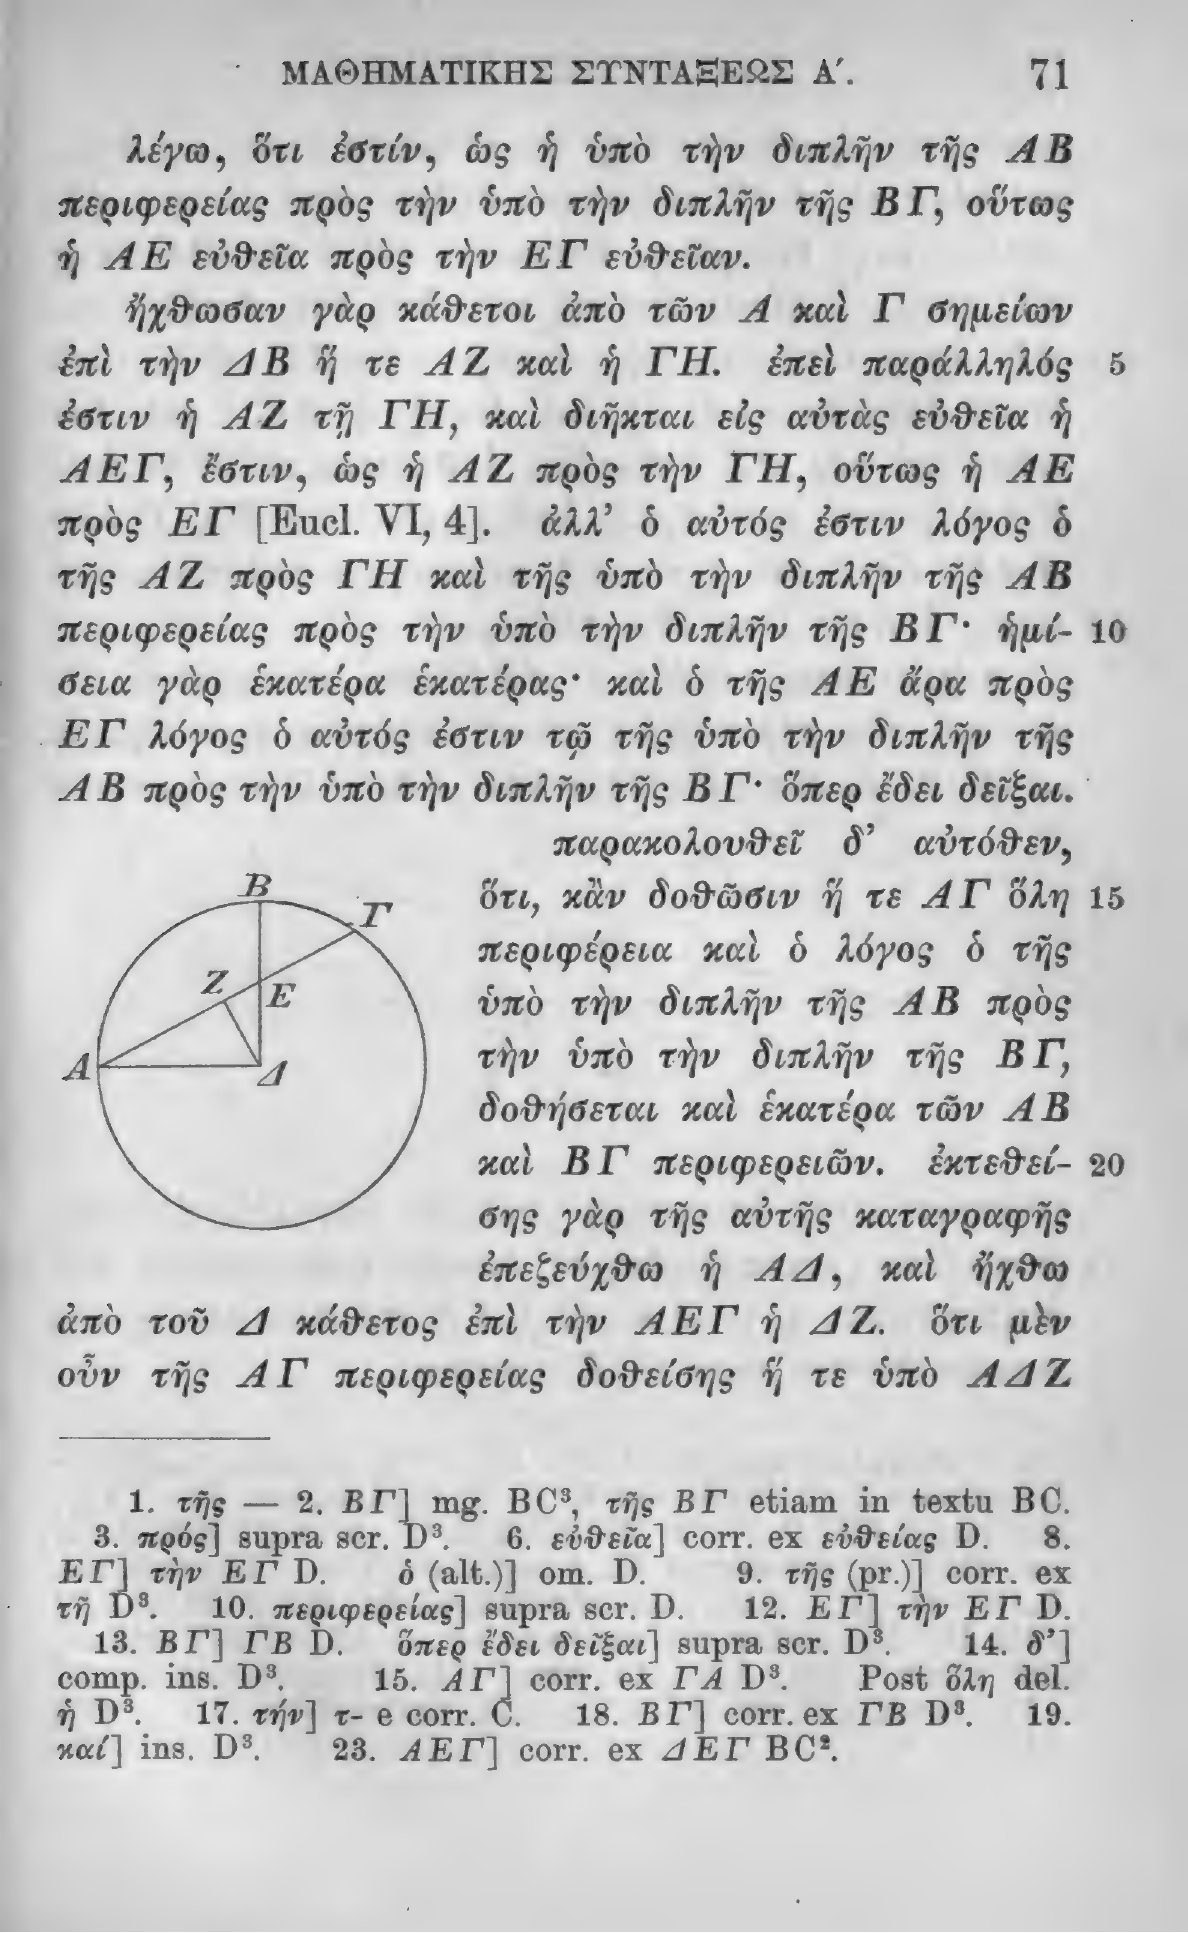 ΜΑΘΗΜΑΤΙΚΗΣ ΣΥΝΤΑΞΕΩΣ Α΄. 71
λέγω, ὅτι ἐστίν, ὡς ἡ ὑπὸ τὴν διπλῆν τῆς ΑΒ
περιφερείας πρὸς τὴν ὑπὸ τὴν διπλῆν τῆς ΒΓ, οὕτως
ἡ ΑΕ εὐθεῖα πρὸς τὴν ΕΓ εὐθεῖαν.
ἤχθωσαν γὰρ κάθετοι ἀπὸ τῶν Α καὶ Γ σημείων
ἐπὶ τὴν ΔΒ ἥ τε ΑΖ καὶ ἡ ΓΗ. ἐπεὶ παράλληλός 5
ἐστιν ἡ ΑΖ τῇ ΓΗ, καὶ διῆκται εἰς αὐτὰς εὐθεῖα ἡ
ΑΕΓ, ἔστιν, ὡς ἡ ΑΖ πρὸς τὴν ΓΗ, οὕτως ἡ ΑΕ
πρὸς ΕΓ [Eucl. VI, 4]. ἀλλ’ ὁ αὐτός ἐστιν λόγος ὁ
τῆς ΑΖ πρὸς ΓΗ καὶ τῆς ὑπὸ τὴν διπλῆν τῆς ΑΒ
περιφερείας πρὸς τὴν ὑπὸ τὴν διπλῆν τῆς ΒΓ· ἡμί- 10
σεια γὰρ ἑκατέρα ἑκατέρας· καὶ ὁ τῆς ΑΕ ἄρα πρὸς
ΕΓ λόγος ὁ αὐτός ἐστιν τῷ τῆς ὑπὸ τὴν διπλῆν τῆς
ΑΒ πρὸς τὴν ὑπὸ τὴν διπλῆν τῆς ΒΓ· ὅπερ ἔδει δεῖξαι.
παρακολουθεῖ δ’ αὐτόθεν,
ὅτι, κἂν δοθῶσιν ἥ τε ΑΓ ὅλη 15
περιφέρεια καὶ ὁ λόγος ὁ τῆς
ὑπὸ τὴν διπλῆν τῆς ΑΒ πρὸς
τὴν ὑπὸ τὴν διπλῆν τῆς ΒΓ,
δοθήσεται καὶ ἑκατέρα τῶν ΑΒ
καὶ ΒΓ περιφερειῶν. ἐκτεθεί- 20
σης γὰρ τῆς αὐτῆς καταγραφῆς
ἐπεζεύχθω ἡ ΑΔ, καὶ ἤχθω
Β
Γ
Ζ
Ε
Α
Δ
ἀπὸ τοῦ Δ κάθετος ἐπὶ τὴν ΑΕΓ ἡ ΔΖ. ὅτι μὲν
οὖν τῆς ΑΓ περιφερείας δοθείσης ἥ τε ὑπὸ ΑΔΖ
1. τῆς — 2. ΒΓ] mg. BC³, τῆς ΒΓ etiam in textu BC.
3. πρός] supra scr. D³. 6. εὐθεῖα] corr. ex εὐθείας D. 8.
ΕΓ] τὴν ΕΓ D. ὁ (alt.)] om. D. 9. τῆς (pr.)] corr. ex
τῇ D³. 10. περιφερείας] supra scr. D. 12. ΕΓ] τὴν ΕΓ D.
13. ΒΓ] ΓΒ D. ὅπερ ἔδει δεῖξαι] supra scr. D³. 14. δ’]
comp. ins. D³. 15. ΑΓ] corr. ex ΓΑ D³. Post ὅλη del.
ἡ D³. 17. τήν] τ- e corr. C. 18. ΒΓ] corr. ex ΓΒ D³. 19.
καί] ins. D³. 23. ΑΕΓ] corr. ex ΔΕΓ BC².